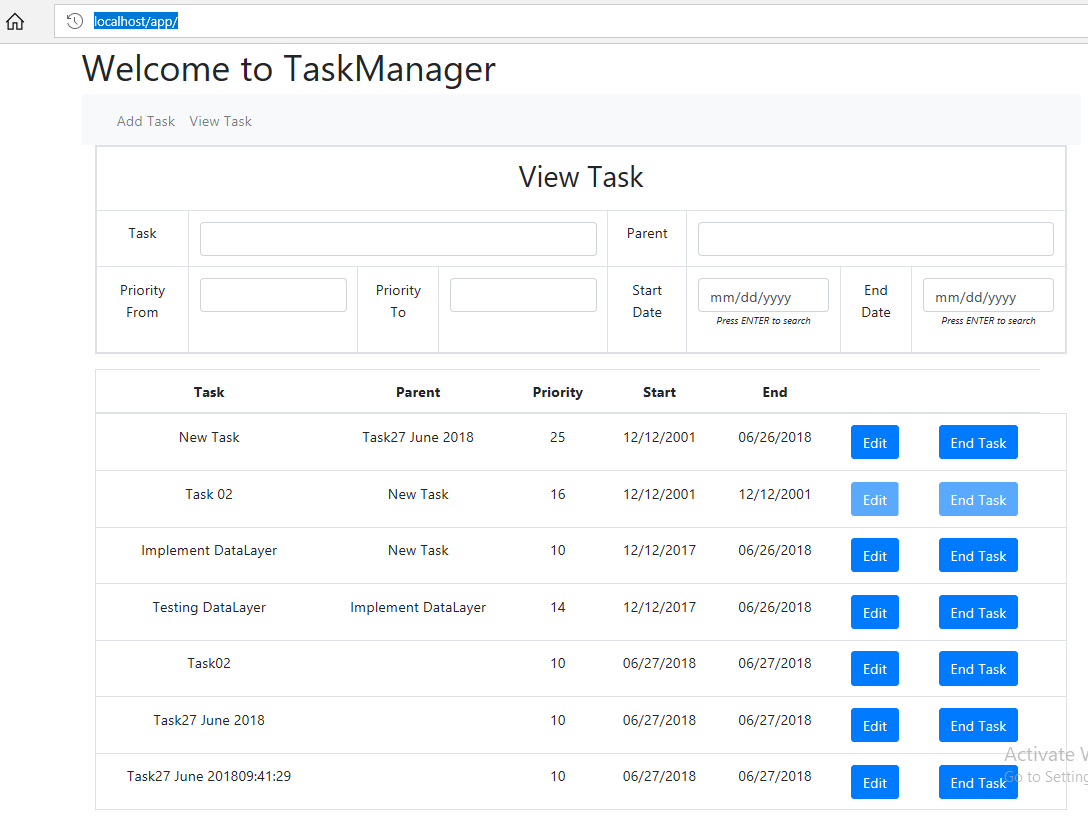 localhost/app/
Welcome to TaskManager
Add Task View Task
View Task
Task Parent
Priority From Priority To Start Date mm/dd/yyyy End Date mm/dd/yyyy
Press ENTER to search Press ENTER to search
Task Parent Priority Start End
New Task Task27 June 2018 25 12/12/2001 06/26/2018 Edit End Task
Task 02 New Task 16 12/12/2001 12/12/2001 Edit End Task
Implement DataLayer New Task 10 12/12/2017 06/26/2018 Edit End Task
Testing DataLayer Implement DataLayer 14 12/12/2017 06/26/2018 Edit End Task
Task02 10 06/27/2018 06/27/2018 Edit End Task
Task27 June 2018 10 06/27/2018 06/27/2018 Edit End Task
Activate W
Task27 June 201809:41:29 10 06/27/2018 06/27/2018 Edit End Task
Go to Setting